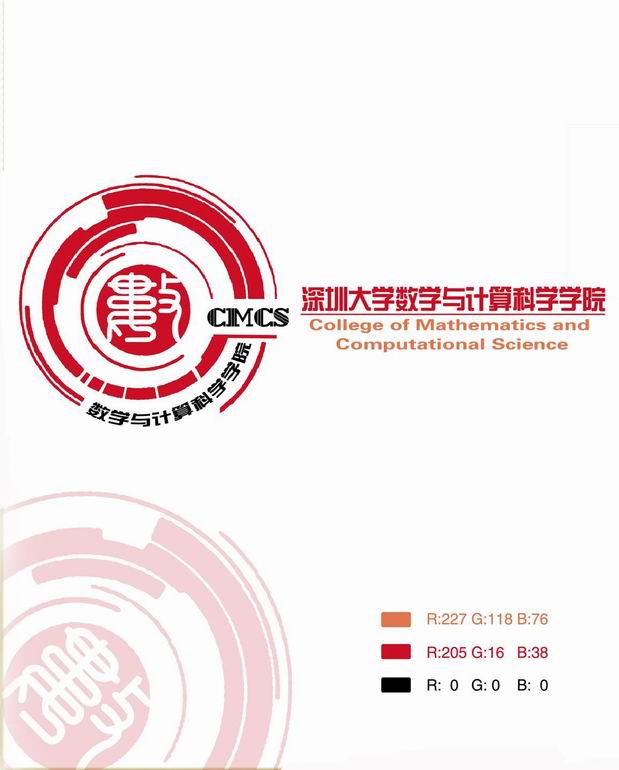 數
CMCS
数学与计算科学学院
深圳大学数学与计算科学学院
College of Mathematics and
Computational Science
數
R:227 G:118 B:76
R:205 G:16 B:38
R: 0 G: 0 B: 0